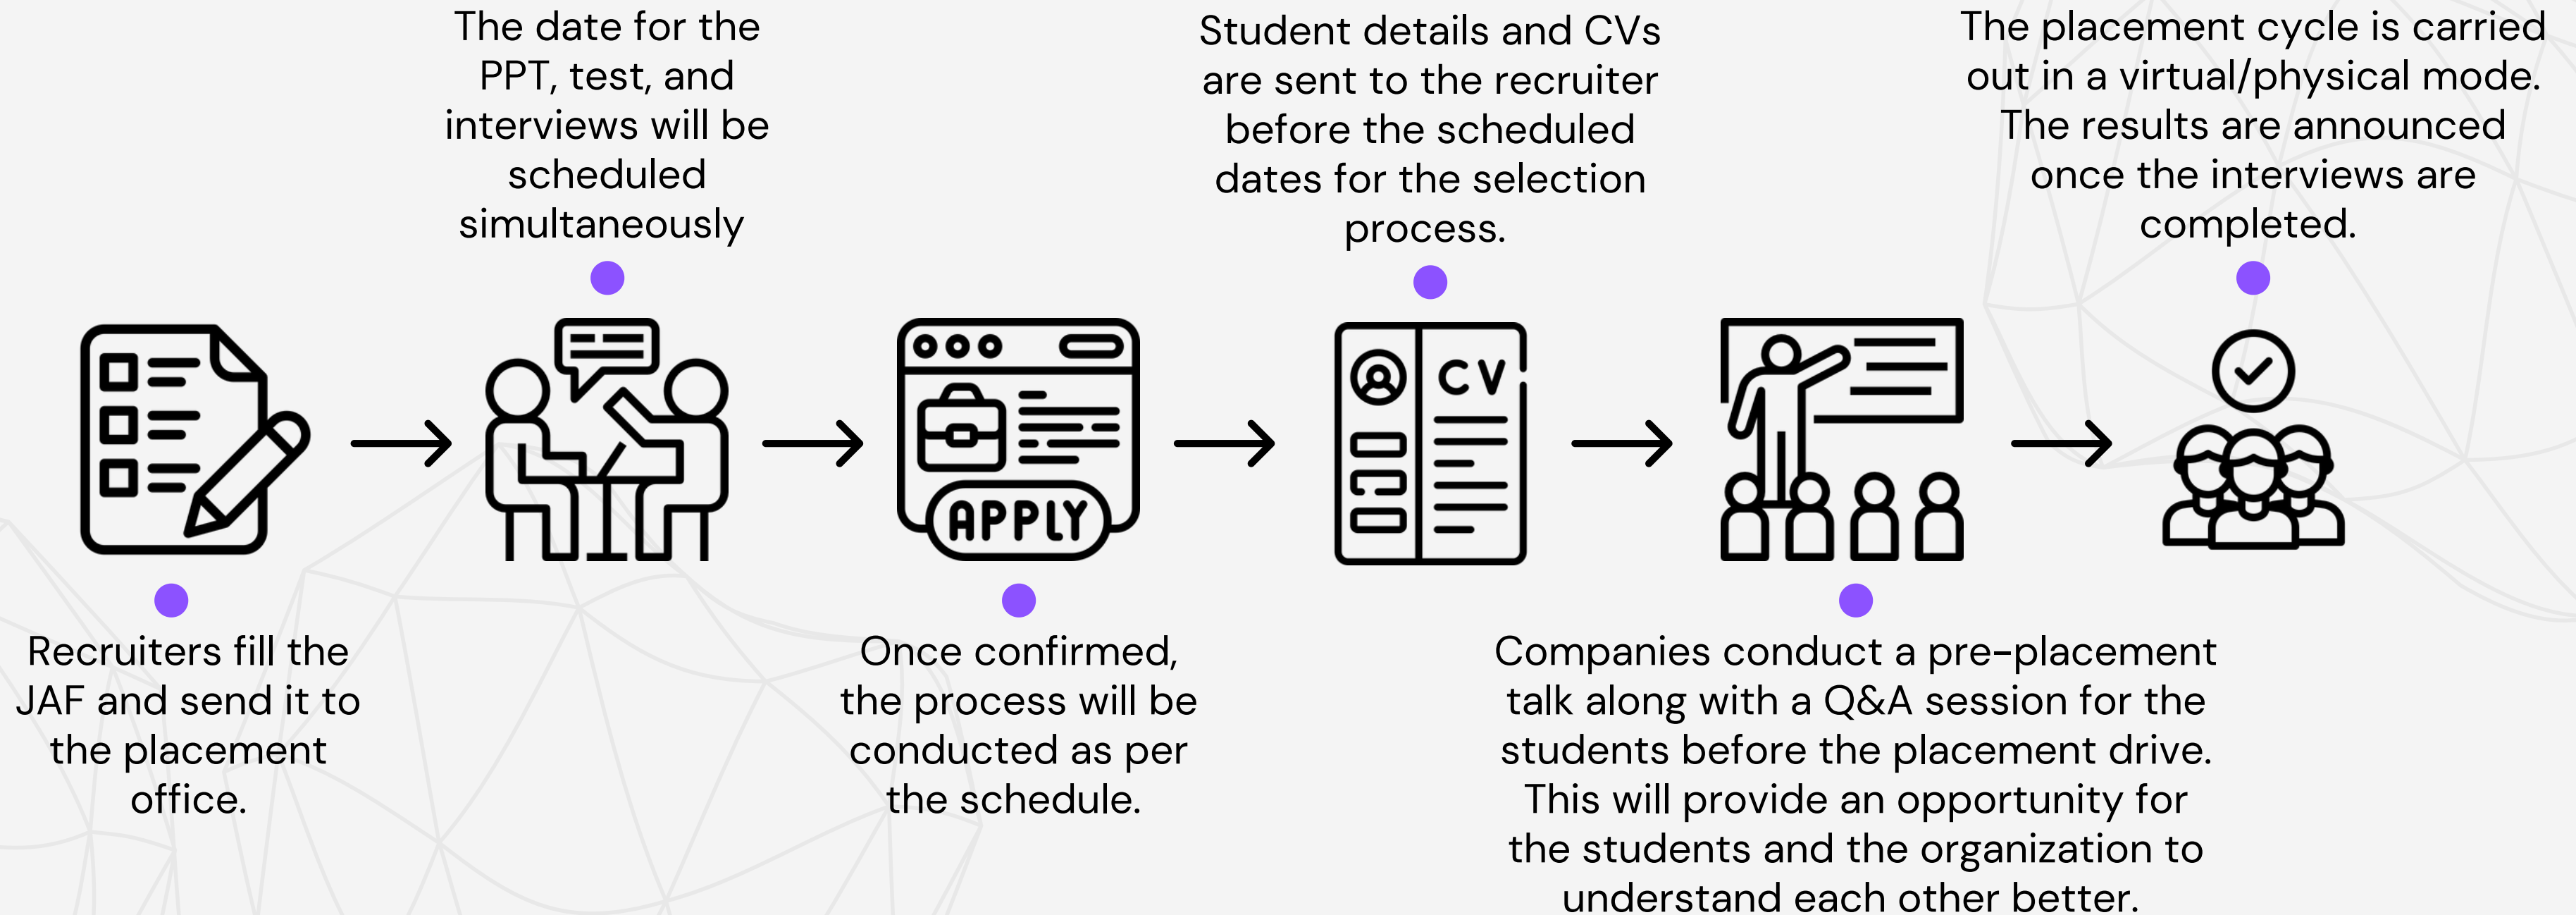 Recruiters fill the
JAF and send it to
the placement
office.
The date for the
PPT, test, and
interviews will be
scheduled
simultaneously
APPLY
Once confirmed,
the process will be
conducted as per
the schedule.
Student details and CVs
are sent to the recruiter
before the scheduled
dates for the selection
process.
CV
Companies conduct a pre-placement
talk along with a Q&A session for the
students before the placement drive.
This will provide an opportunity for
the students and the organization to
understand each other better.
The placement cycle is carried
out in a virtual/physical mode.
The results are announced
once the interviews are
completed.